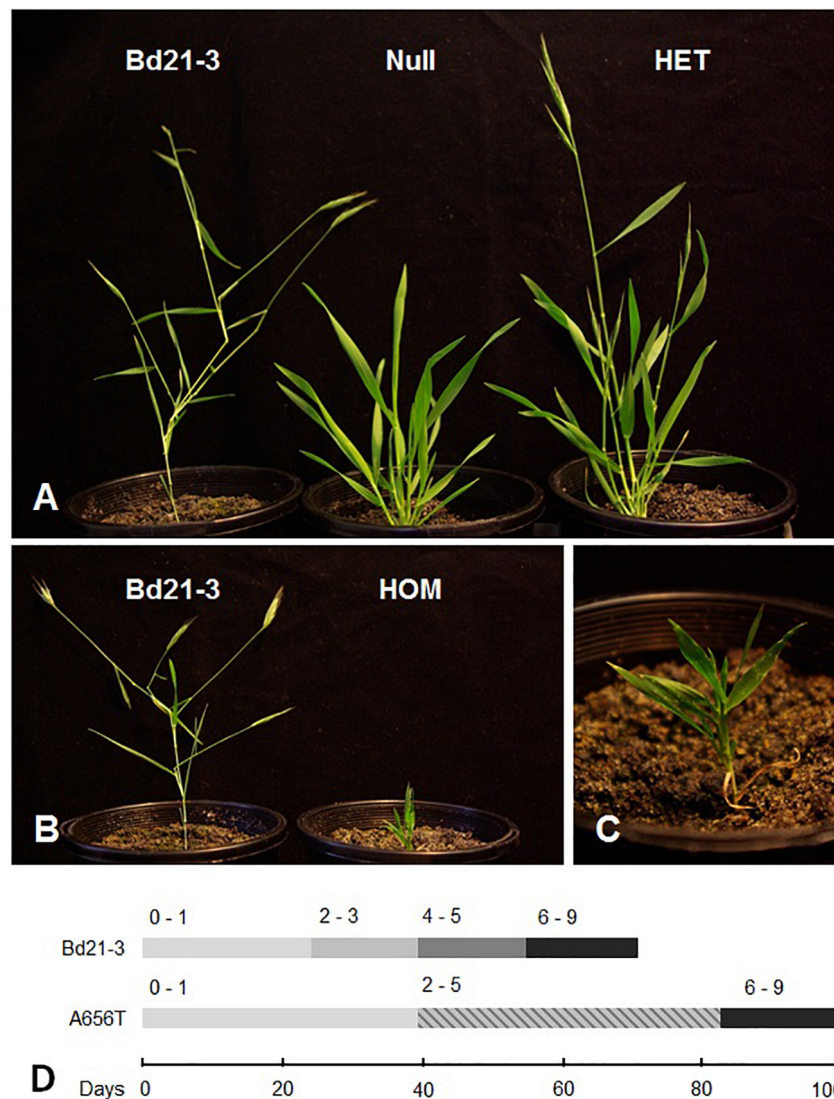 Bd21-3 Null HET
A
Bd21-3 HOM
B C
0 - 1 2 - 3 4 - 5 6 - 9
Bd21-3
0 - 1 2 - 5 6 - 9
A656T
D Days 0 20 40 60 80 100